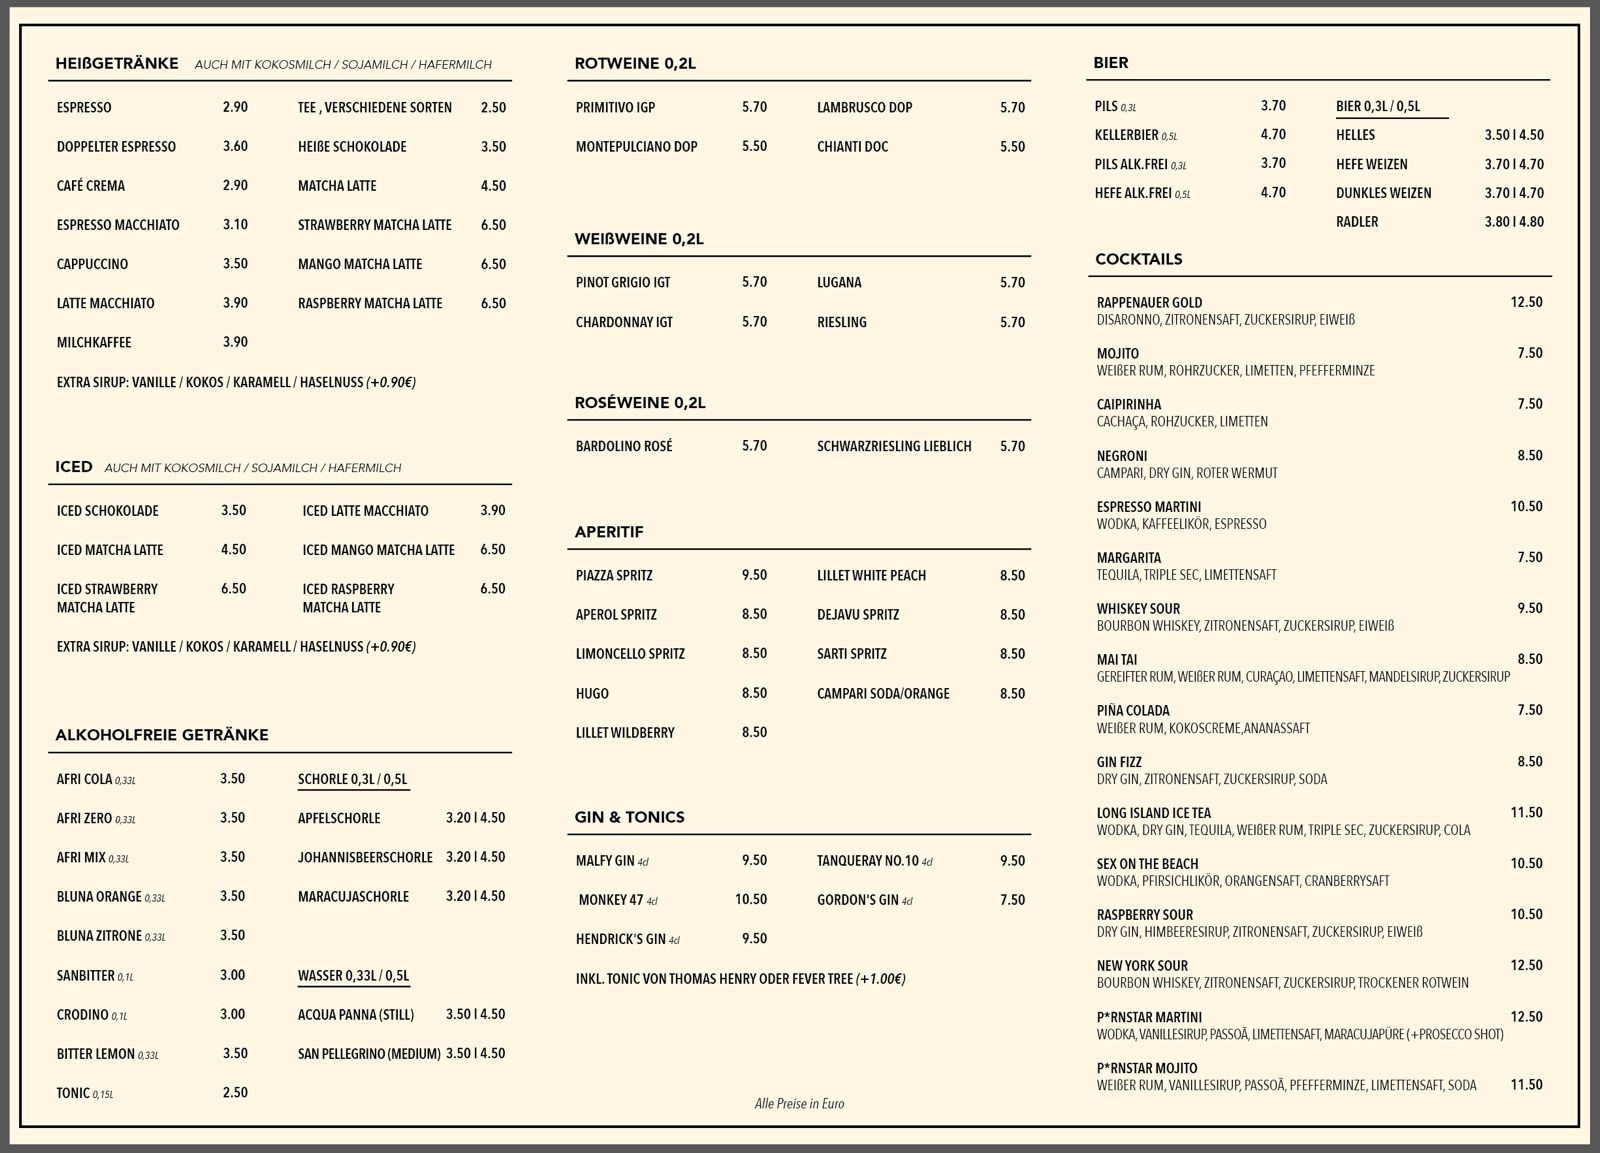 HEIßGETRÄNKE AUCH MIT KOKOSMILCH / SOJAMILCH / HAFERMILCH
ESPRESSO 2.90
DOPPELTER ESPRESSO 3.60
CAFÉ CREMA 2.90
ESPRESSO MACCHIATO 3.10
CAPPUCCINO 3.50
LATTE MACCHIATO 3.90
MILCHKAFFEE 3.90
TEE , VERSCHIEDENE SORTEN 2.50
HEIßE SCHOKOLADE 3.50
MATCHA LATTE 4.50
STRAWBERRY MATCHA LATTE 6.50
MANGO MATCHA LATTE 6.50
RASPBERRY MATCHA LATTE 6.50
EXTRA SIRUP: VANILLE / KOKOS / KARAMELL / HASELNUSS (+0.90€)
ICED AUCH MIT KOKOSMILCH / SOJAMILCH / HAFERMILCH
ICED SCHOKOLADE 3.50
ICED MATCHA LATTE 4.50
ICED STRAWBERRY 6.50
MATCHA LATTE
ICED LATTE MACCHIATO 3.90
ICED MANGO MATCHA LATTE 6.50
ICED RASPBERRY 6.50
MATCHA LATTE
EXTRA SIRUP: VANILLE / KOKOS / KARAMELL / HASELNUSS (+0.90€)
ALKOHOLFREIE GETRÄNKE
AFRI COLA 0,33L 3.50
AFRI ZERO 0,33L 3.50
AFRI MIX 0,33L 3.50
BLUNA ORANGE 0,33L 3.50
BLUNA ZITRONE 0,33L 3.50
SANBITTER 0,1L 3.00
CRODINO 0,1L 3.00
BITTER LEMON 0,33L 3.50
TONIC 0,15L 2.50
SCHORLE 0,3L / 0,5L
APFELSCHORLE 3.20 | 4.50
JOHANNISBEERSCHORLE 3.20 | 4.50
MARACUJASCHORLE 3.20 | 4.50
WASSER 0,33L / 0,5L
ACQUA PANNA (STILL) 3.50 | 4.50
SAN PELLEGRINO (MEDIUM) 3.50 | 4.50
ROTWEINE 0,2L
PRIMITIVO IGP 5.70
MONTEPULCIANO DOP 5.50
LAMBRUSCO DOP 5.70
CHIANTI DOC 5.50
WEIßWEINE 0,2L
PINOT GRIGIO IGT 5.70
CHARDONNAY IGT 5.70
LUGANA 5.70
RIESLING 5.70
ROSÉWEINE 0,2L
BARDOLINO ROSÉ 5.70
SCHWARZRIESLING LIEBLICH 5.70
APERITIF
PIAZZA SPRITZ 9.50
APEROL SPRITZ 8.50
LIMONCELLO SPRITZ 8.50
HUGO 8.50
LILLET WILDBERRY 8.50
LILLET WHITE PEACH 8.50
DEJAVU SPRITZ 8.50
SARTI SPRITZ 8.50
CAMPARI SODA/ORANGE 8.50
GIN & TONICS
MALFY GIN 4cl 9.50
MONKEY 47 4cl 10.50
HENDRICK'S GIN 4cl 9.50
TANQUERAY NO.10 4cl 9.50
GORDON'S GIN 4cl 7.50
INKL. TONIC VON THOMAS HENRY ODER FEVER TREE (+1.00€)
Alle Preise in Euro
BIER
PILS 0,3L 3.70
KELLERBIER 0,5L 4.70
PILS ALK.FREI 0,3L 3.70
HEFE ALK.FREI 0,5L 4.70
BIER 0,3L / 0,5L
HELLES 3.50 | 4.50
HEFE WEIZEN 3.70 | 4.70
DUNKLES WEIZEN 3.70 | 4.70
RADLER 3.80 | 4.80
COCKTAILS
RAPPENAUER GOLD 12.50
DISARONNO, ZITRONENSAFT, ZUCKERSIRUP, EIWEIß
MOJITO 7.50
WEIßER RUM, ROHRZUCKER, LIMETTEN, PFEFFERMINZE
CAIPIRINHA 7.50
CACHAÇA, ROHZUCKER, LIMETTEN
NEGRONI 8.50
CAMPARI, DRY GIN, ROTER WERMUT
ESPRESSO MARTINI 10.50
WODKA, KAFFEELIKÖR, ESPRESSO
MARGARITA 7.50
TEQUILA, TRIPLE SEC, LIMETTENSAFT
WHISKEY SOUR 9.50
BOURBON WHISKEY, ZITRONENSAFT, ZUCKERSIRUP, EIWEIß
MAI TAI 8.50
GEREIFTER RUM, WEIßER RUM, CURAÇAO, LIMETTENSAFT, MANDELSIRUP, ZUCKERSIRUP
PIÑA COLADA 7.50
WEIßER RUM, KOKOSCREME,ANANASSAFT
GIN FIZZ 8.50
DRY GIN, ZITRONENSAFT, ZUCKERSIRUP, SODA
LONG ISLAND ICE TEA 11.50
WODKA, DRY GIN, TEQUILA, WEIßER RUM, TRIPLE SEC, ZUCKERSIRUP, COLA
SEX ON THE BEACH 10.50
WODKA, PFIRSICHLIKÖR, ORANGENSAFT, CRANBERRYSAFT
RASPBERRY SOUR 10.50
DRY GIN, HIMBEERESIRUP, ZITRONENSAFT, ZUCKERSIRUP, EIWEIß
NEW YORK SOUR 12.50
BOURBON WHISKEY, ZITRONENSAFT, ZUCKERSIRUP, TROCKENER ROTWEIN
P*RNSTAR MARTINI 12.50
WODKA, VANILLESIRUP, PASSOÃ, LIMETTENSAFT, MARACUJAPÜRE (+PROSECCO SHOT)
P*RNSTAR MOJITO
WEIßER RUM, VANILLESIRUP, PASSOÃ, PFEFFERMINZE, LIMETTENSAFT, SODA 11.50